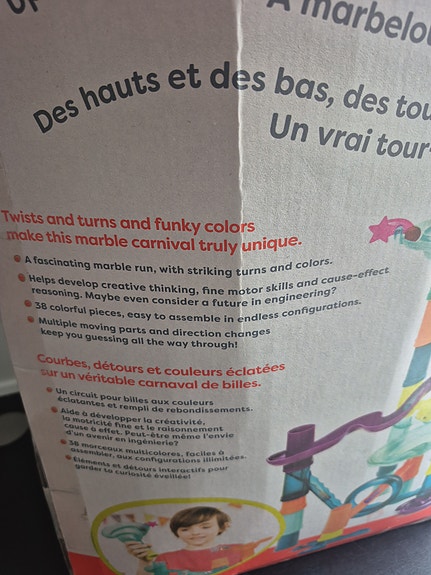 A marbelou
Des hauts et des bas, des tou
Un vrai tour-
Twists and turns and funky colors
make this marble carnival truly unique.
• A fascinating marble run, with striking turns and colors.
• Helps develop creative thinking, fine motor skills and cause-effect
reasoning. Maybe even consider a future in engineering?
• 38 colorful pieces, easy to assemble in endless configurations.
• Multiple moving parts and direction changes
keep you guessing all the way through!
Courbes, détours et couleurs éclatées
sur un véritable carnaval de billes.
• Un circuit pour billes aux couleurs
éclatantes et rempli de rebondissements.
• Aide à développer la créativité,
la motricité fine et le raisonnement
cause à effet. Peut-être même l'envie
d'un avenir en ingénierie?
• 38 morceaux multicolores, faciles à
assembler, aux configurations illimitées.
• Éléments et détours interactifs pour
garder ta curiosité éveillée!